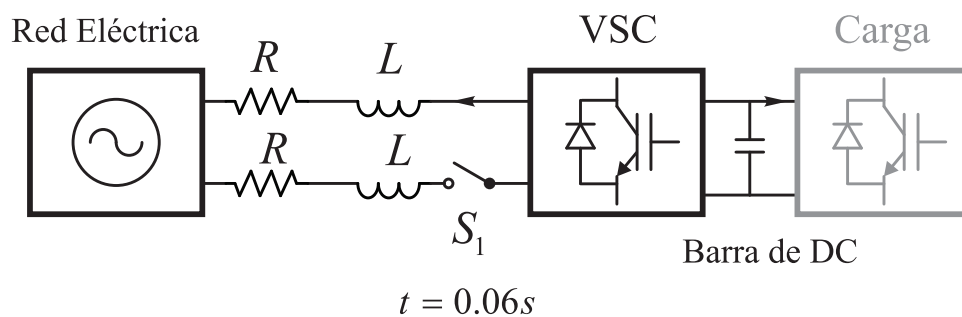 Red Eléctrica
VSC
Carga
R
L
R
L
S₁
Barra de DC
t = 0.06s